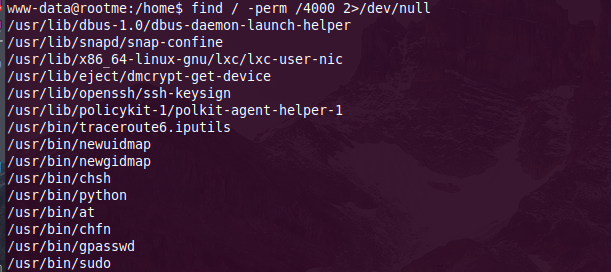 www-data@rootme:/home$ find / -perm /4000 2>/dev/null
/usr/lib/dbus-1.0/dbus-daemon-launch-helper
/usr/lib/snapd/snap-confine
/usr/lib/x86_64-linux-gnu/lxc/lxc-user-nic
/usr/lib/eject/dmcrypt-get-device
/usr/lib/openssh/ssh-keysign
/usr/lib/policykit-1/polkit-agent-helper-1
/usr/bin/traceroute6.iputils
/usr/bin/newuidmap
/usr/bin/newgidmap
/usr/bin/chsh
/usr/bin/python
/usr/bin/at
/usr/bin/chfn
/usr/bin/gpasswd
/usr/bin/sudo